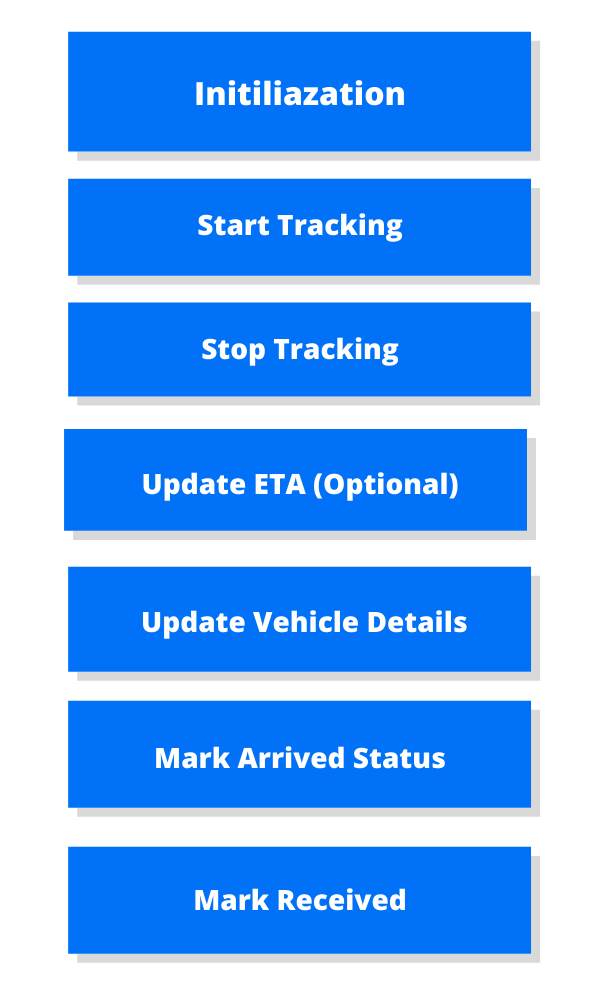 Initiliazation
Start Tracking
Stop Tracking
Update ETA (Optional)
Update Vehicle Details
Mark Arrived Status
Mark Received